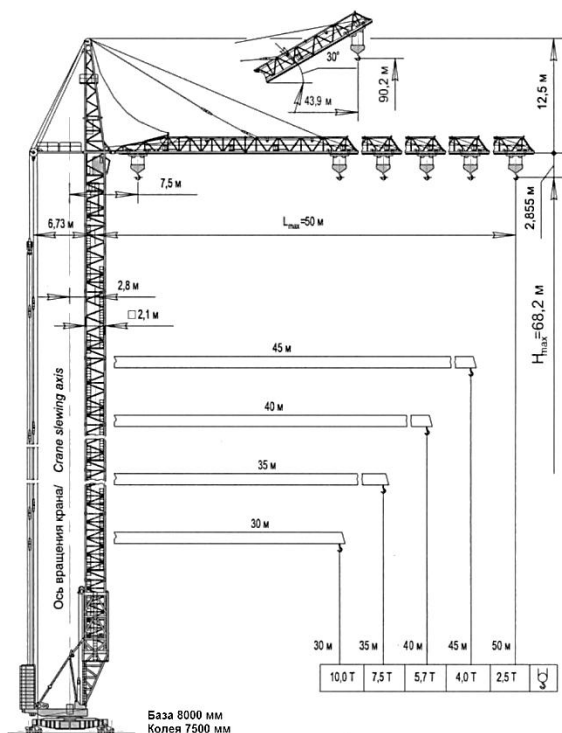 30°
43,9 м
90,2 м
12,5 м
7,5 м
2,855 м
6,73 м
Lmax=50 м
2,8 м
Hmax=68,2 м
□2,1 м
45 м
40 м
35 м
30 м
Ось вращения крана/ Crane slewing axis
30 м 35 м 40 м 45 м 50 м
10,0 Т 7,5 Т 5,7 Т 4,0 Т 2,5 Т
База 8000 мм
Колея 7500 мм